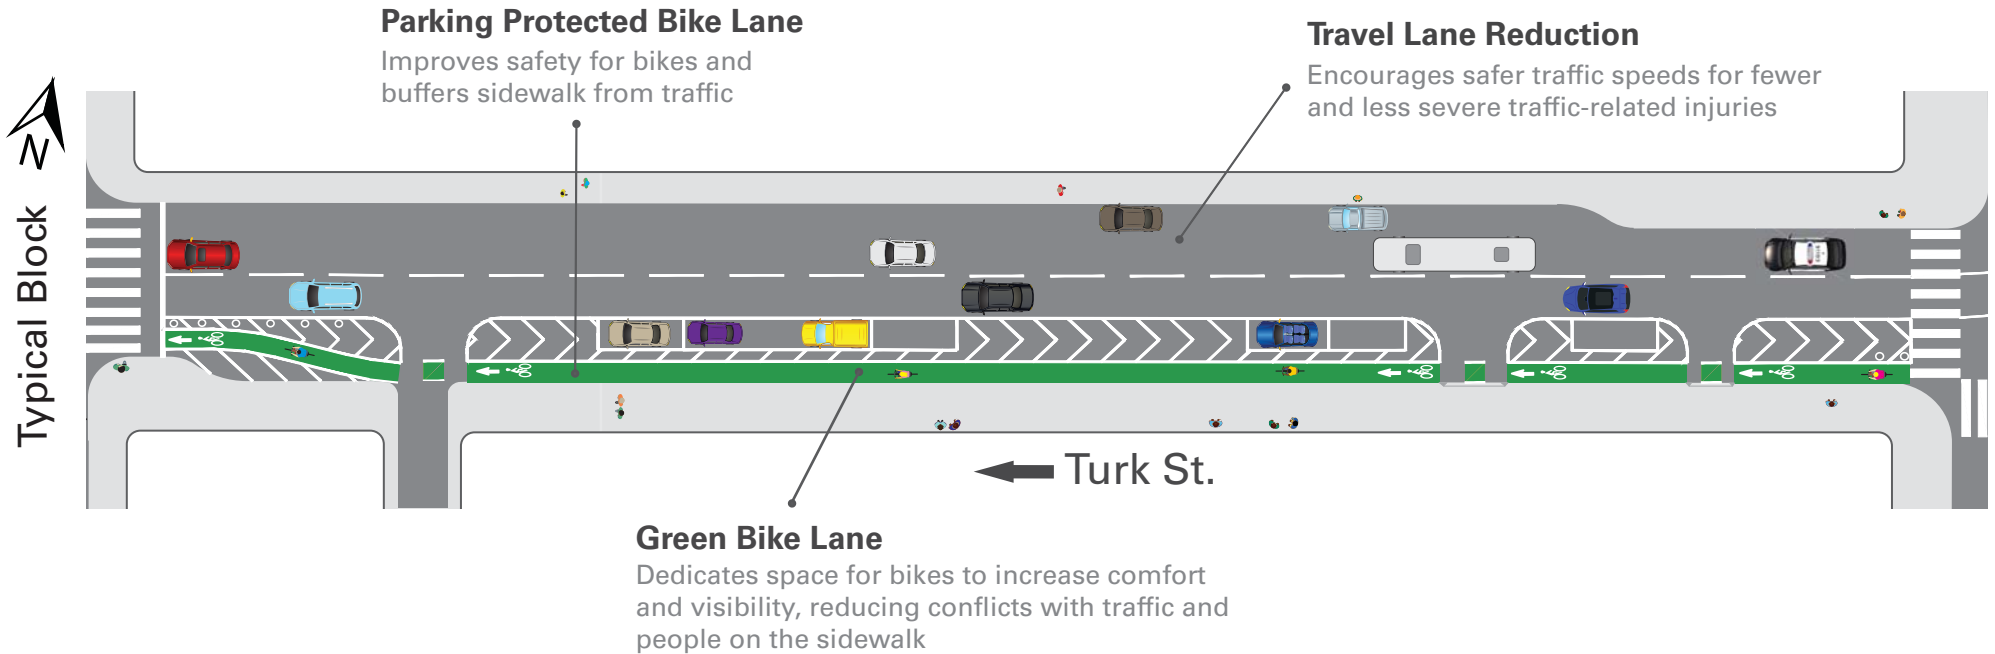 Parking Protected Bike Lane
Improves safety for bikes and
buffers sidewalk from traffic
Travel Lane Reduction
Encourages safer traffic speeds for fewer
and less severe traffic-related injuries
N
Typical Block
Turk St.
Green Bike Lane
Dedicates space for bikes to increase comfort
and visibility, reducing conflicts with traffic and
people on the sidewalk